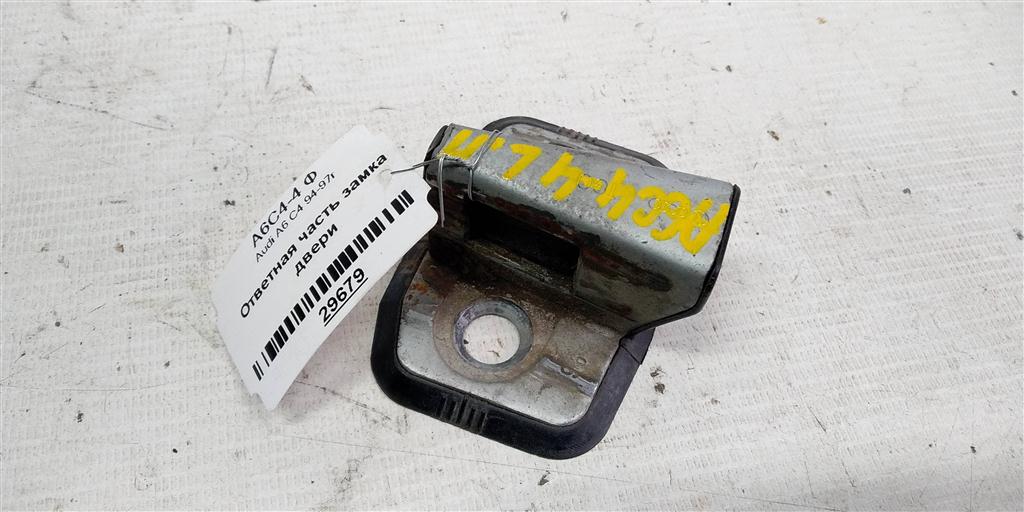 A6C4-4 Ф
Audi A6 C4 94-97г
Ответная часть замка
двери
29679
A6C4-4 L.П